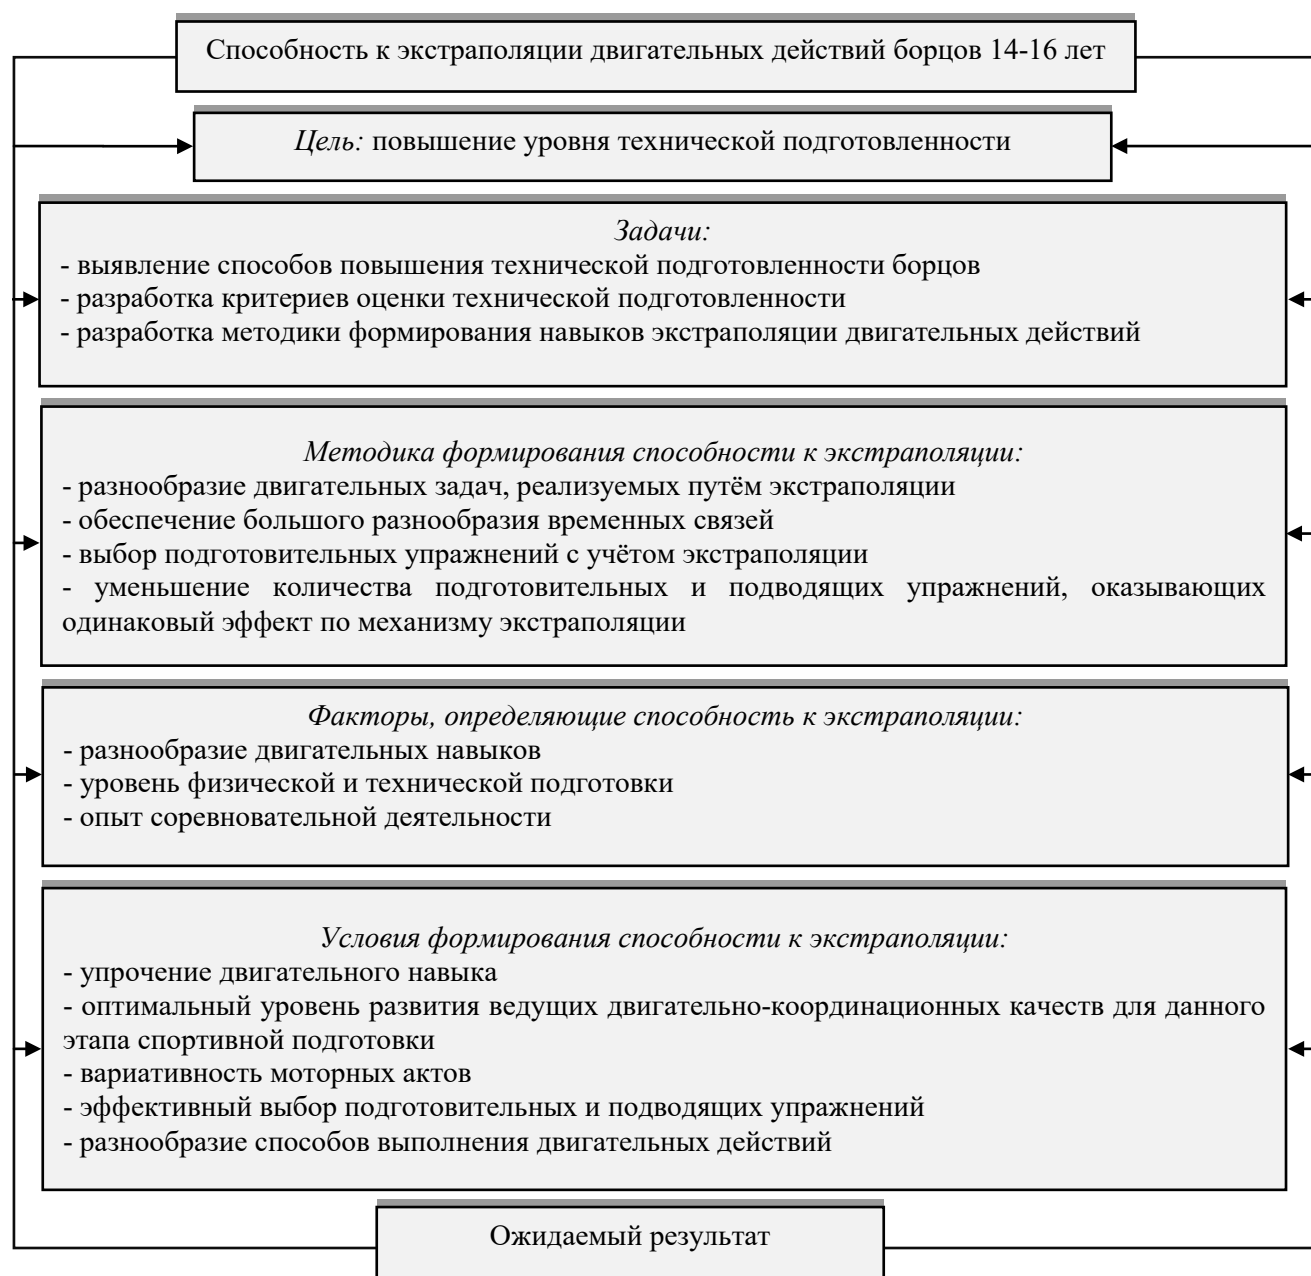 Способность к экстраполяции двигательных действий борцов 14-16 лет
Цель: повышение уровня технической подготовленности
Задачи:
- выявление способов повышения технической подготовленности борцов
- разработка критериев оценки технической подготовленности
- разработка методики формирования навыков экстраполяции двигательных действий
Методика формирования способности к экстраполяции:
- разнообразие двигательных задач, реализуемых путём экстраполяции
- обеспечение большого разнообразия временных связей
- выбор подготовительных упражнений с учётом экстраполяции
- уменьшение количества подготовительных и подводящих упражнений, оказывающих
одинаковый эффект по механизму экстраполяции
Факторы, определяющие способность к экстраполяции:
- разнообразие двигательных навыков
- уровень физической и технической подготовки
- опыт соревновательной деятельности
Условия формирования способности к экстраполяции:
- упрочение двигательного навыка
- оптимальный уровень развития ведущих двигательно-координационных качеств для данного
этапа спортивной подготовки
- вариативность моторных актов
- эффективный выбор подготовительных и подводящих упражнений
- разнообразие способов выполнения двигательных действий
Ожидаемый результат